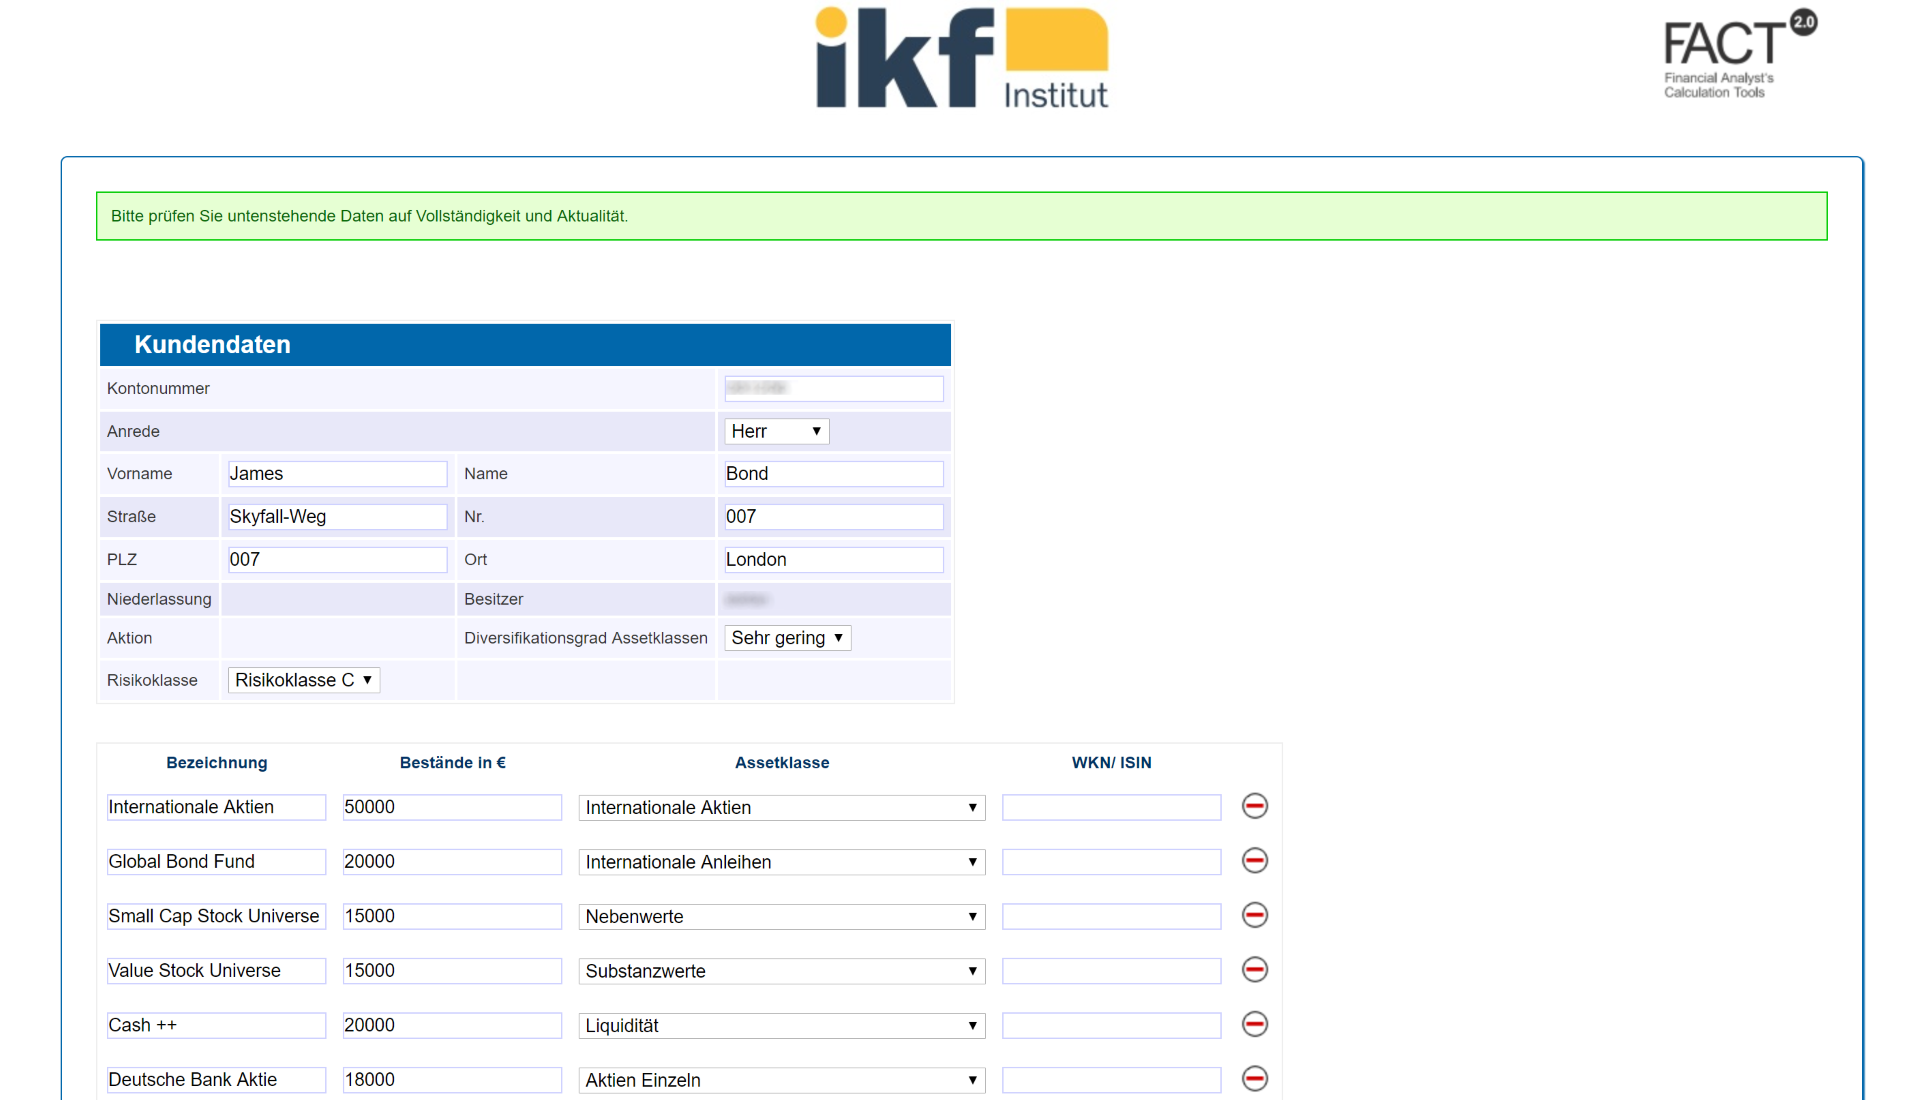 ikf Institut
FACT 2.0
Financial Analyst's
Calculation Tools
Bitte prüfen Sie untenstehende Daten auf Vollständigkeit und Aktualität.
Kundendaten
Kontonummer
Anrede Herr
Vorname James Name Bond
Straße Skyfall-Weg Nr. 007
PLZ 007 Ort London
Niederlassung Besitzer
Aktion Diversifikationsgrad Assetklassen Sehr gering
Risikoklasse Risikoklasse C
Bezeichnung Bestände in € Assetklasse WKN/ ISIN
Internationale Aktien 50000 Internationale Aktien
Global Bond Fund 20000 Internationale Anleihen
Small Cap Stock Universe 15000 Nebenwerte
Value Stock Universe 15000 Substanzwerte
Cash ++ 20000 Liquidität
Deutsche Bank Aktie 18000 Aktien Einzeln